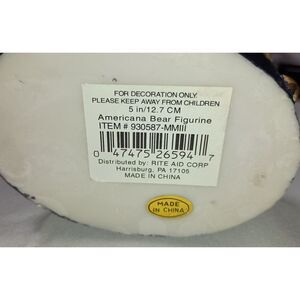 FOR DECORATION ONLY.
PLEASE KEEP AWAY FROM CHILDREN
5 in/12.7 CM
Americana Bear Figurine
ITEM # 930587-MMIII
0 47475 26594 7
Distributed by: RITE AID CORP
Harrisburg, PA 17105
MADE IN CHINA
MADE
IN CHINA